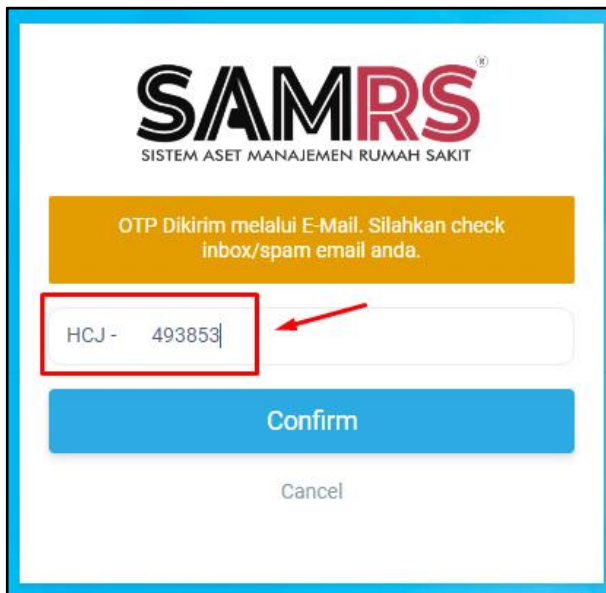 SAMRS®
SISTEM ASET MANAJEMEN RUMAH SAKIT
OTP Dikirim melalui E-Mail. Silahkan check
inbox/spam email anda.
HCJ - 493853
Confirm
Cancel